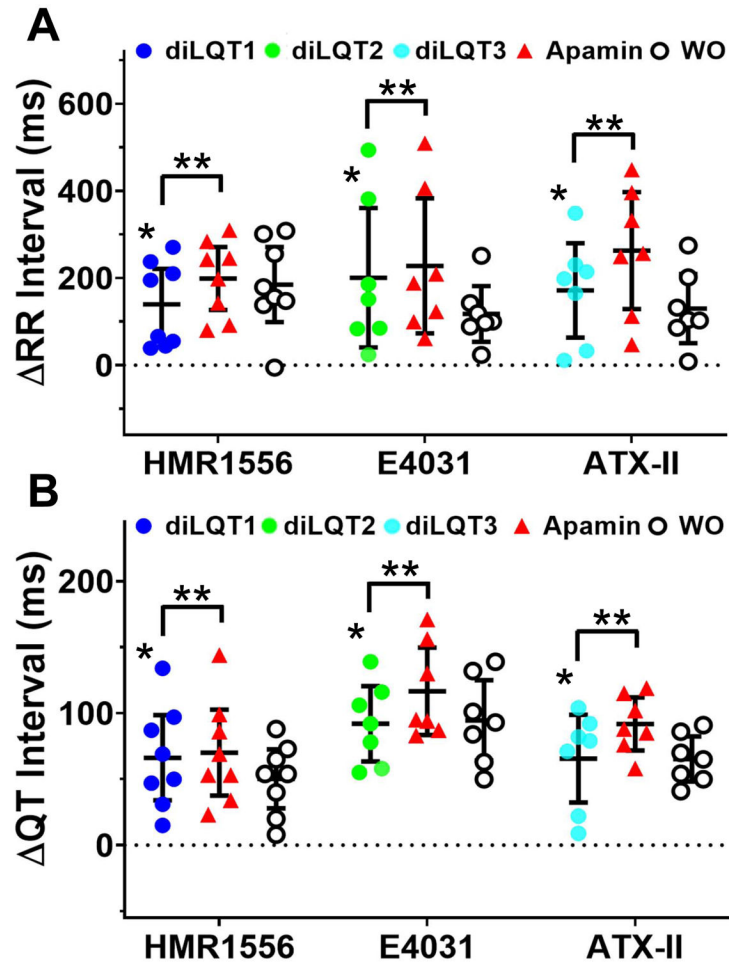 A
diLQT1 diLQT2 diLQT3 Apamin WO
ΔRR Interval (ms)
600
400
200
0
**
**
**
*
*
*
HMR1556 E4031 ATX-II
B
diLQT1 diLQT2 diLQT3 Apamin WO
ΔQT Interval (ms)
200
100
0
**
**
**
*
*
*
HMR1556 E4031 ATX-II